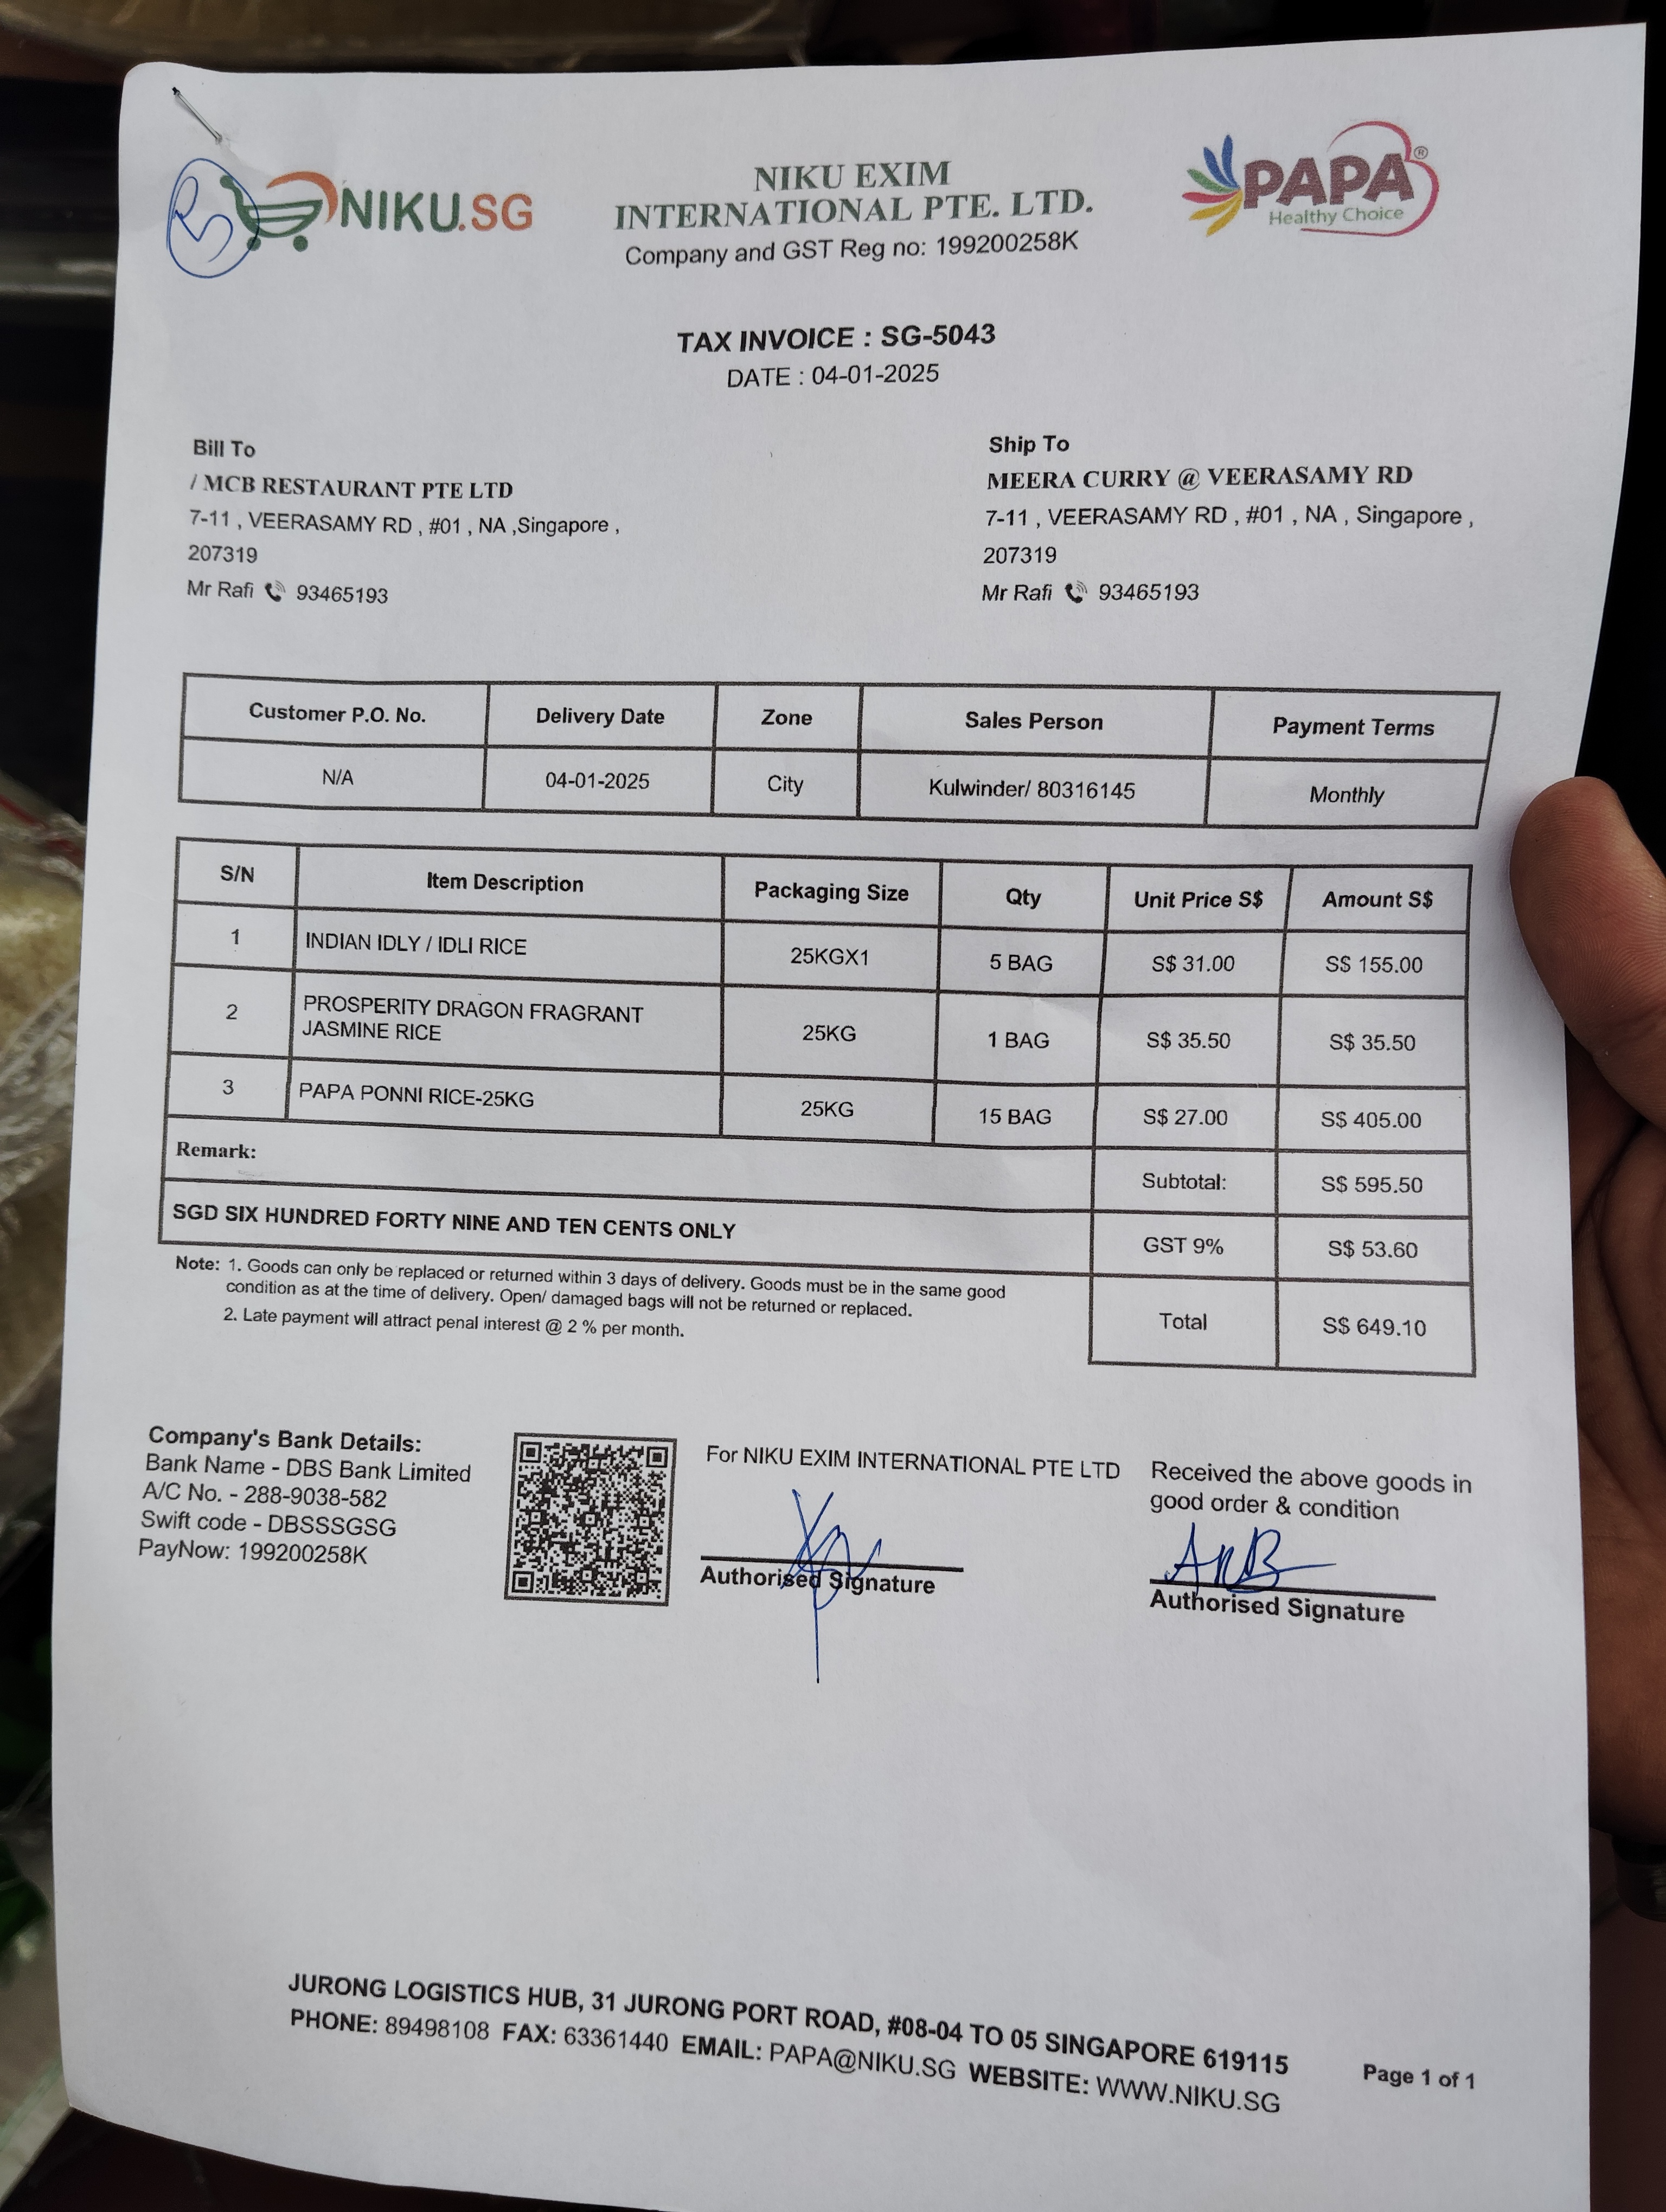 NIKU.SG
NIKU EXIM
INTERNATIONAL PTE. LTD.
Company and GST Reg no: 199200258K
PAPA®
Healthy Choice
TAX INVOICE : SG-5043
DATE : 04-01-2025
Bill To
/ MCB RESTAURANT PTE LTD
7-11 , VEERASAMY RD , #01 , NA ,Singapore ,
207319
Mr Rafi 93465193
Ship To
MEERA CURRY @ VEERASAMY RD
7-11 , VEERASAMY RD , #01 , NA , Singapore ,
207319
Mr Rafi 93465193
Customer P.O. No. Delivery Date Zone Sales Person Payment Terms
N/A 04-01-2025 City Kulwinder/ 80316145 Monthly
S/N Item Description Packaging Size Qty Unit Price S$ Amount S$
1 INDIAN IDLY / IDLI RICE 25KGX1 5 BAG S$ 31.00 S$ 155.00
2 PROSPERITY DRAGON FRAGRANT
JASMINE RICE 25KG 1 BAG S$ 35.50 S$ 35.50
3 PAPA PONNI RICE-25KG 25KG 15 BAG S$ 27.00 S$ 405.00
Remark:
Subtotal: S$ 595.50
SGD SIX HUNDRED FORTY NINE AND TEN CENTS ONLY
GST 9% S$ 53.60
Total S$ 649.10
Note: 1. Goods can only be replaced or returned within 3 days of delivery. Goods must be in the same good
condition as at the time of delivery. Open/ damaged bags will not be returned or replaced.
2. Late payment will attract penal interest @ 2 % per month.
Company's Bank Details:
Bank Name - DBS Bank Limited
A/C No. - 288-9038-582
Swift code - DBSSSGSG
PayNow: 199200258K
For NIKU EXIM INTERNATIONAL PTE LTD
Authorised Signature
Received the above goods in
good order & condition
Authorised Signature
JURONG LOGISTICS HUB, 31 JURONG PORT ROAD, #08-04 TO 05 SINGAPORE 619115
PHONE: 89498108 FAX: 63361440 EMAIL: PAPA@NIKU.SG WEBSITE: WWW.NIKU.SG
Page 1 of 1